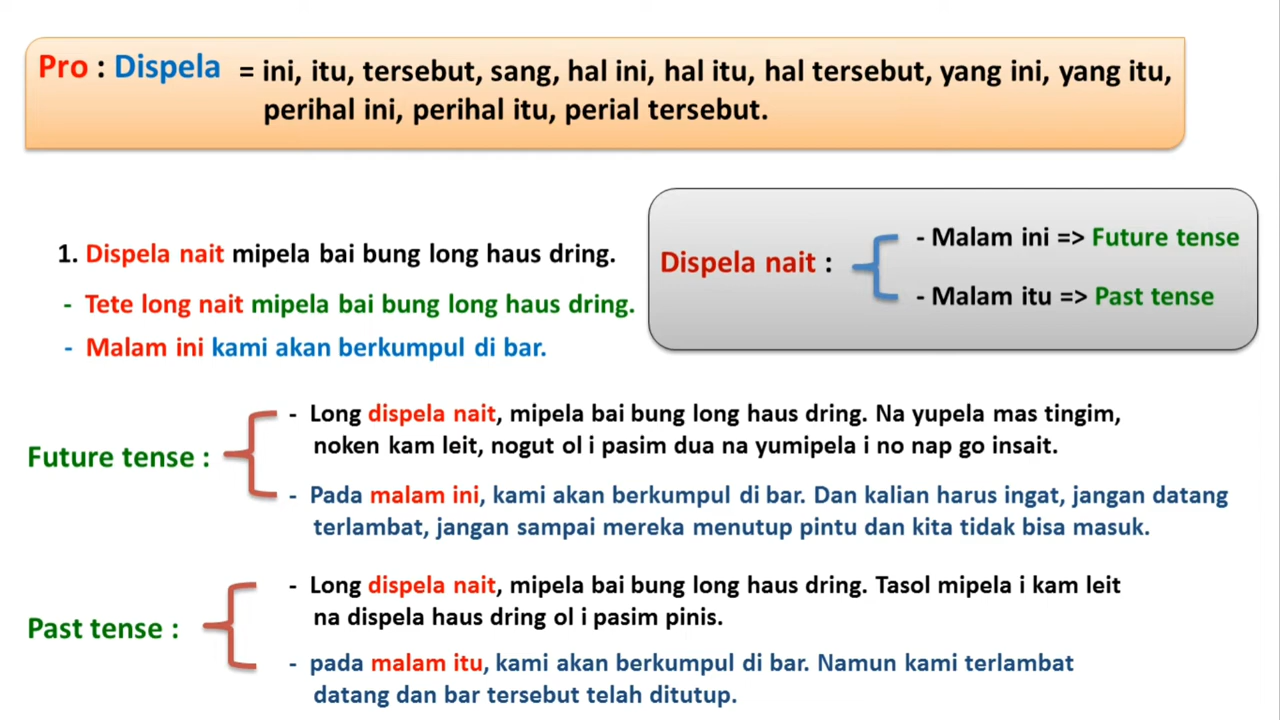 Pro : Dispela = ini, itu, tersebut, sang, hal ini, hal itu, hal tersebut, yang ini, yang itu,
perihal ini, perihal itu, perial tersebut.
1. Dispela nait mipela bai bung long haus dring.
- Tete long nait mipela bai bung long haus dring.
- Malam ini kami akan berkumpul di bar.
Dispela nait :
- Malam ini => Future tense
- Malam itu => Past tense
Future tense :
- Long dispela nait, mipela bai bung long haus dring. Na yupela mas tingim,
noken kam leit, nogut ol i pasim dua na yumipela i no nap go insait.
- Pada malam ini, kami akan berkumpul di bar. Dan kalian harus ingat, jangan datang
terlambat, jangan sampai mereka menutup pintu dan kita tidak bisa masuk.
Past tense :
- Long dispela nait, mipela bai bung long haus dring. Tasol mipela i kam leit
na dispela haus dring ol i pasim pinis.
- pada malam itu, kami akan berkumpul di bar. Namun kami terlambat
datang dan bar tersebut telah ditutup.